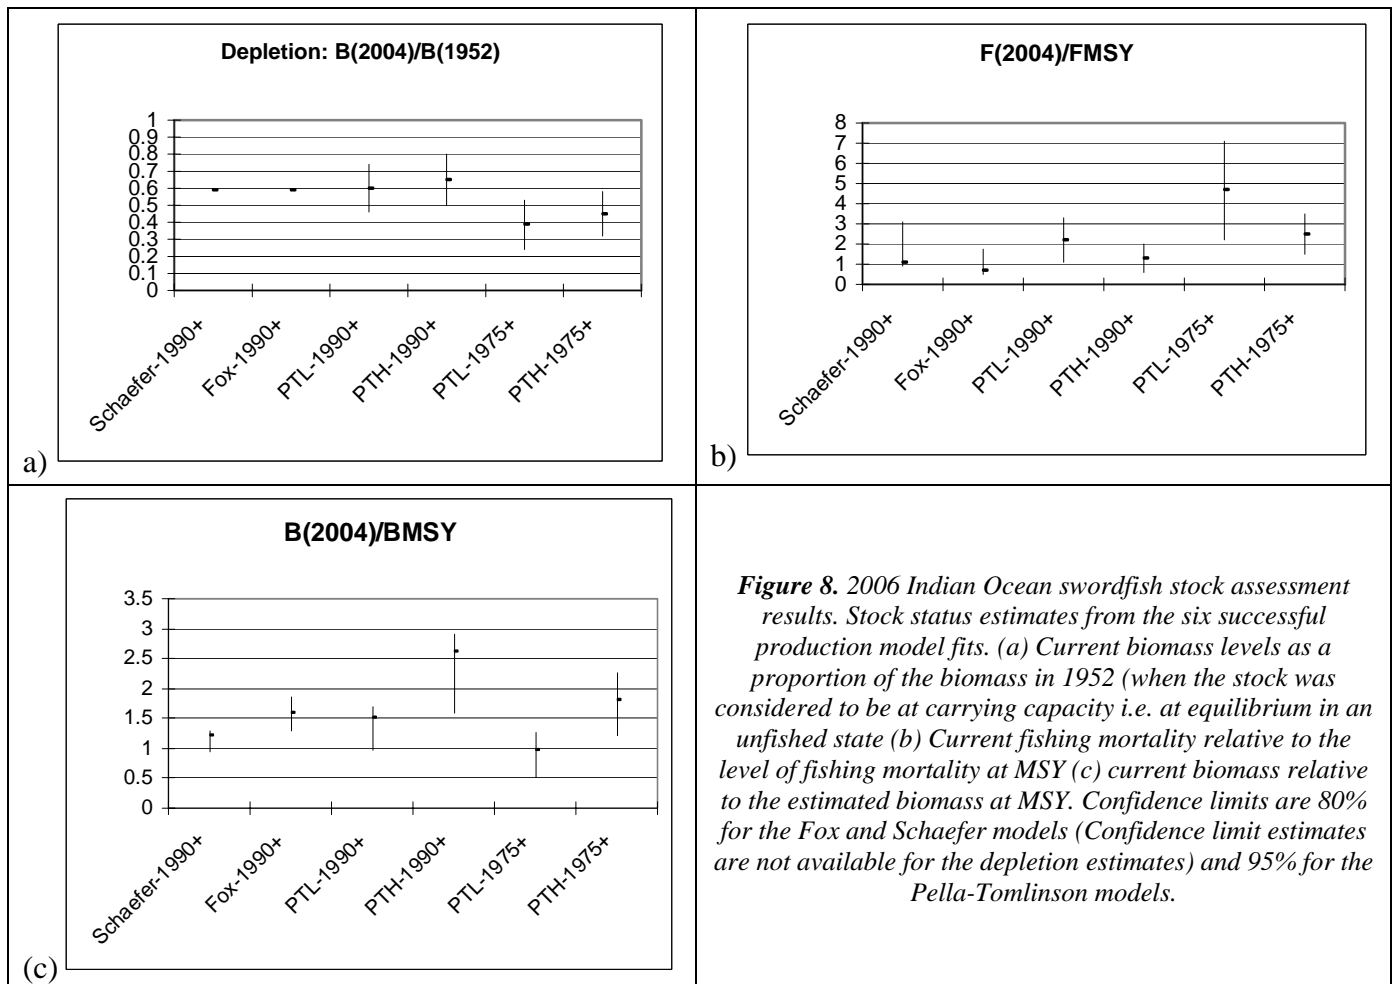 Depletion: B(2004)/B(1952)
1
0.9
0.8
0.7
0.6
0.5
0.4
0.3
0.2
0.1
0
Schaefer-1990+
Fox-1990+
PTL-1990+
PTH-1990+
PTL-1975+
PTH-1975+
a)
F(2004)/FMSY
8
7
6
5
4
3
2
1
0
Schaefer-1990+
Fox-1990+
PTL-1990+
PTH-1990+
PTL-1975+
PTH-1975+
b)
B(2004)/BMSY
3.5
3
2.5
2
1.5
1
0.5
0
Schaefer-1990+
Fox-1990+
PTL-1990+
PTH-1990+
PTL-1975+
PTH-1975+
(c)
Figure 8. 2006 Indian Ocean swordfish stock assessment
results. Stock status estimates from the six successful
production model fits. (a) Current biomass levels as a
proportion of the biomass in 1952 (when the stock was
considered to be at carrying capacity i.e. at equilibrium in an
unfished state (b) Current fishing mortality relative to the
level of fishing mortality at MSY (c) current biomass relative
to the estimated biomass at MSY. Confidence limits are 80%
for the Fox and Schaefer models (Confidence limit estimates
are not available for the depletion estimates) and 95% for the
Pella-Tomlinson models.